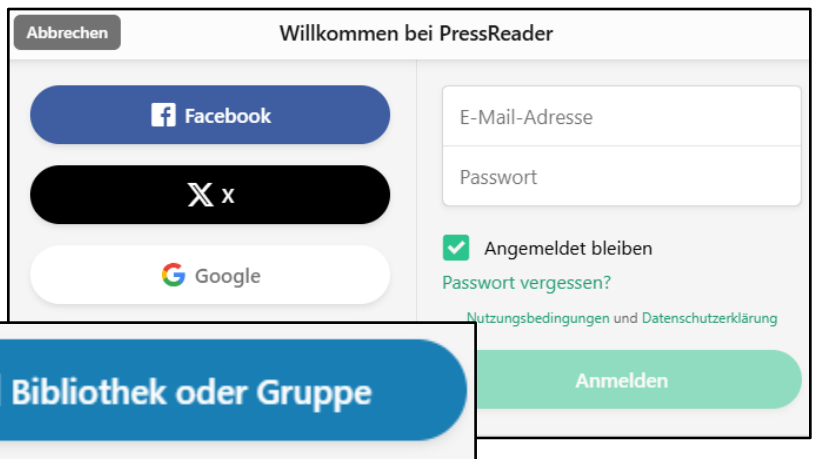 Abbrechen
Willkommen bei PressReader
Facebook
X
Google
Bibliothek oder Gruppe
E-Mail-Adresse
Passwort
Angemeldet bleiben
Passwort vergessen?
Nutzungsbedingungen und Datenschutzerklärung
Anmelden